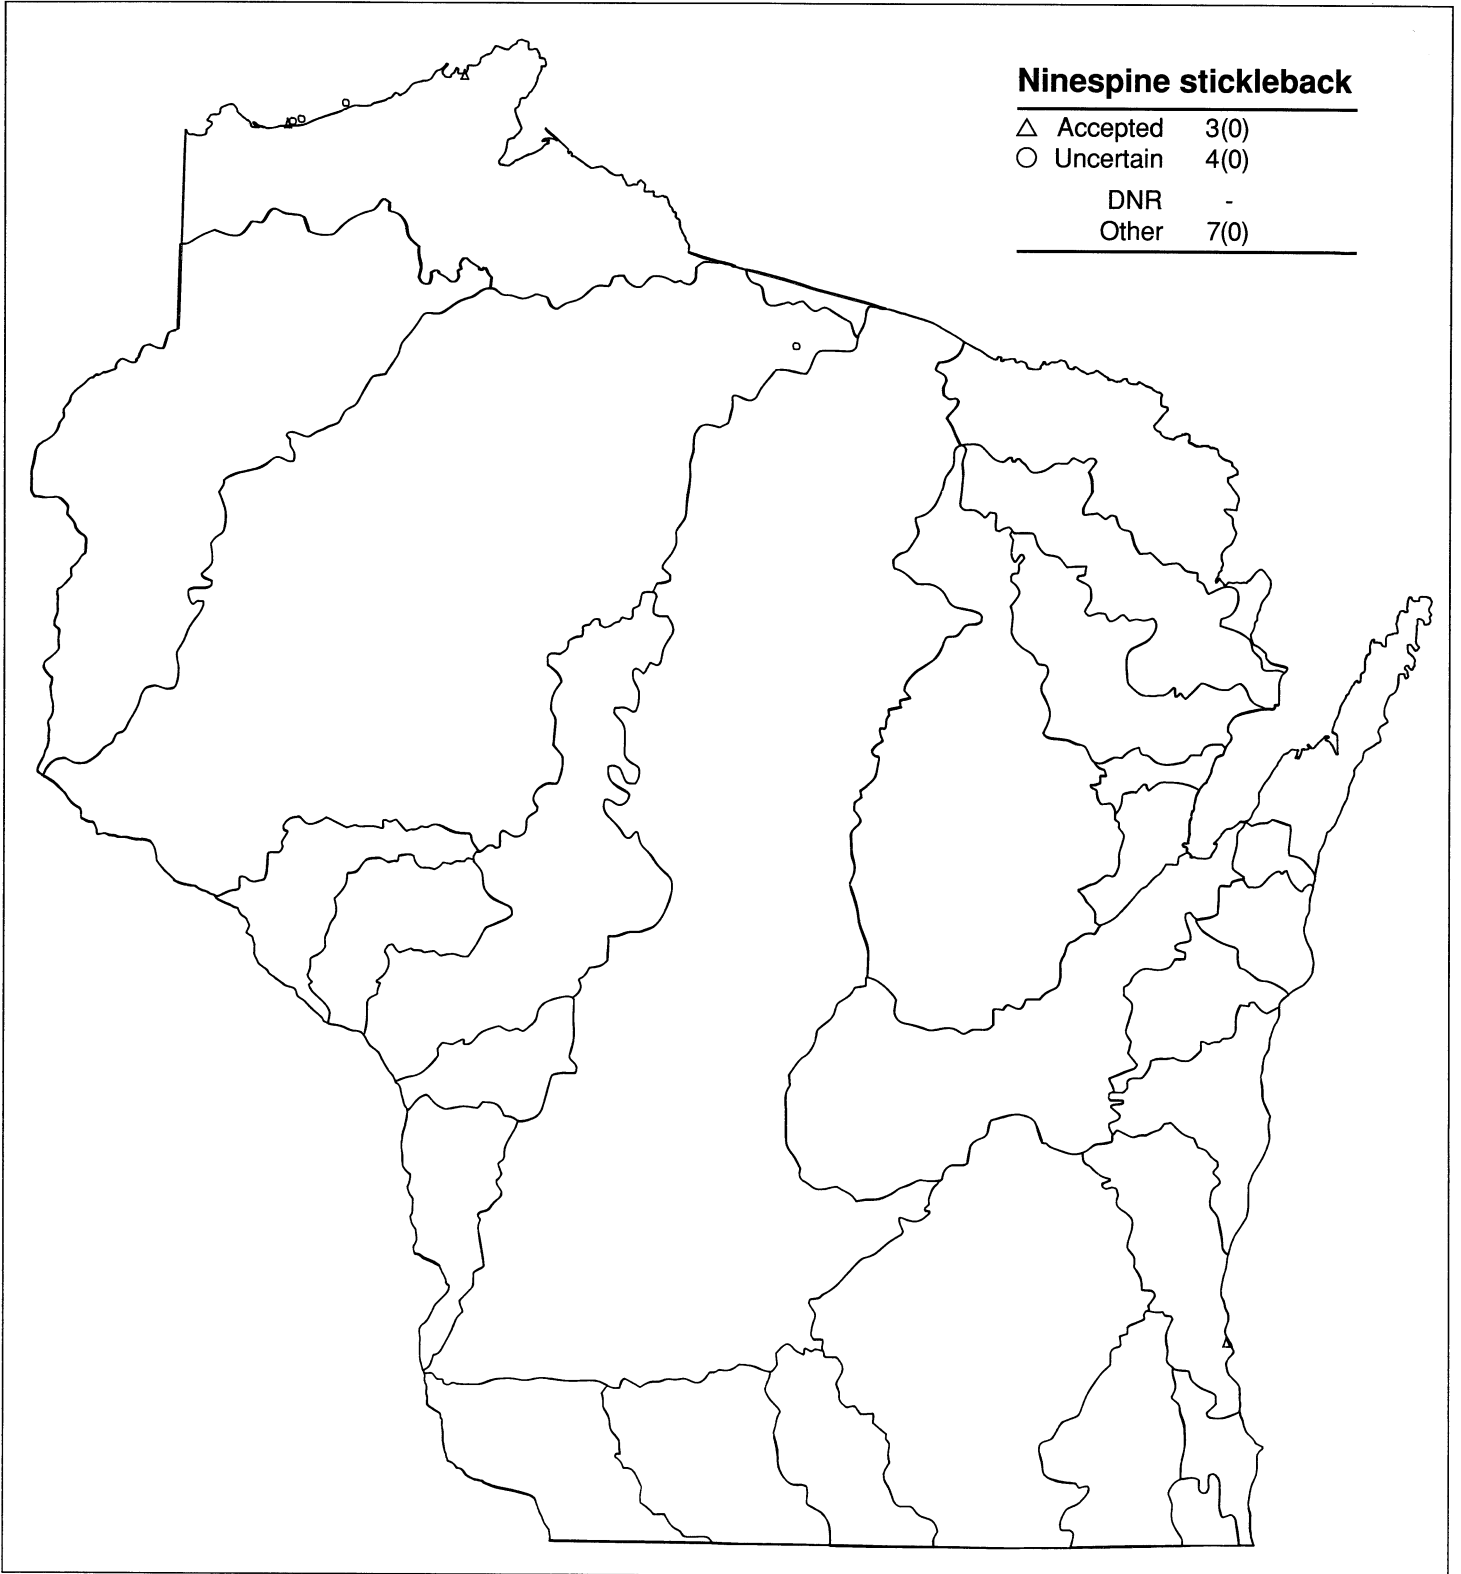 Ninespine stickleback
△ Accepted 3(0)
○ Uncertain 4(0)
DNR -
Other 7(0)